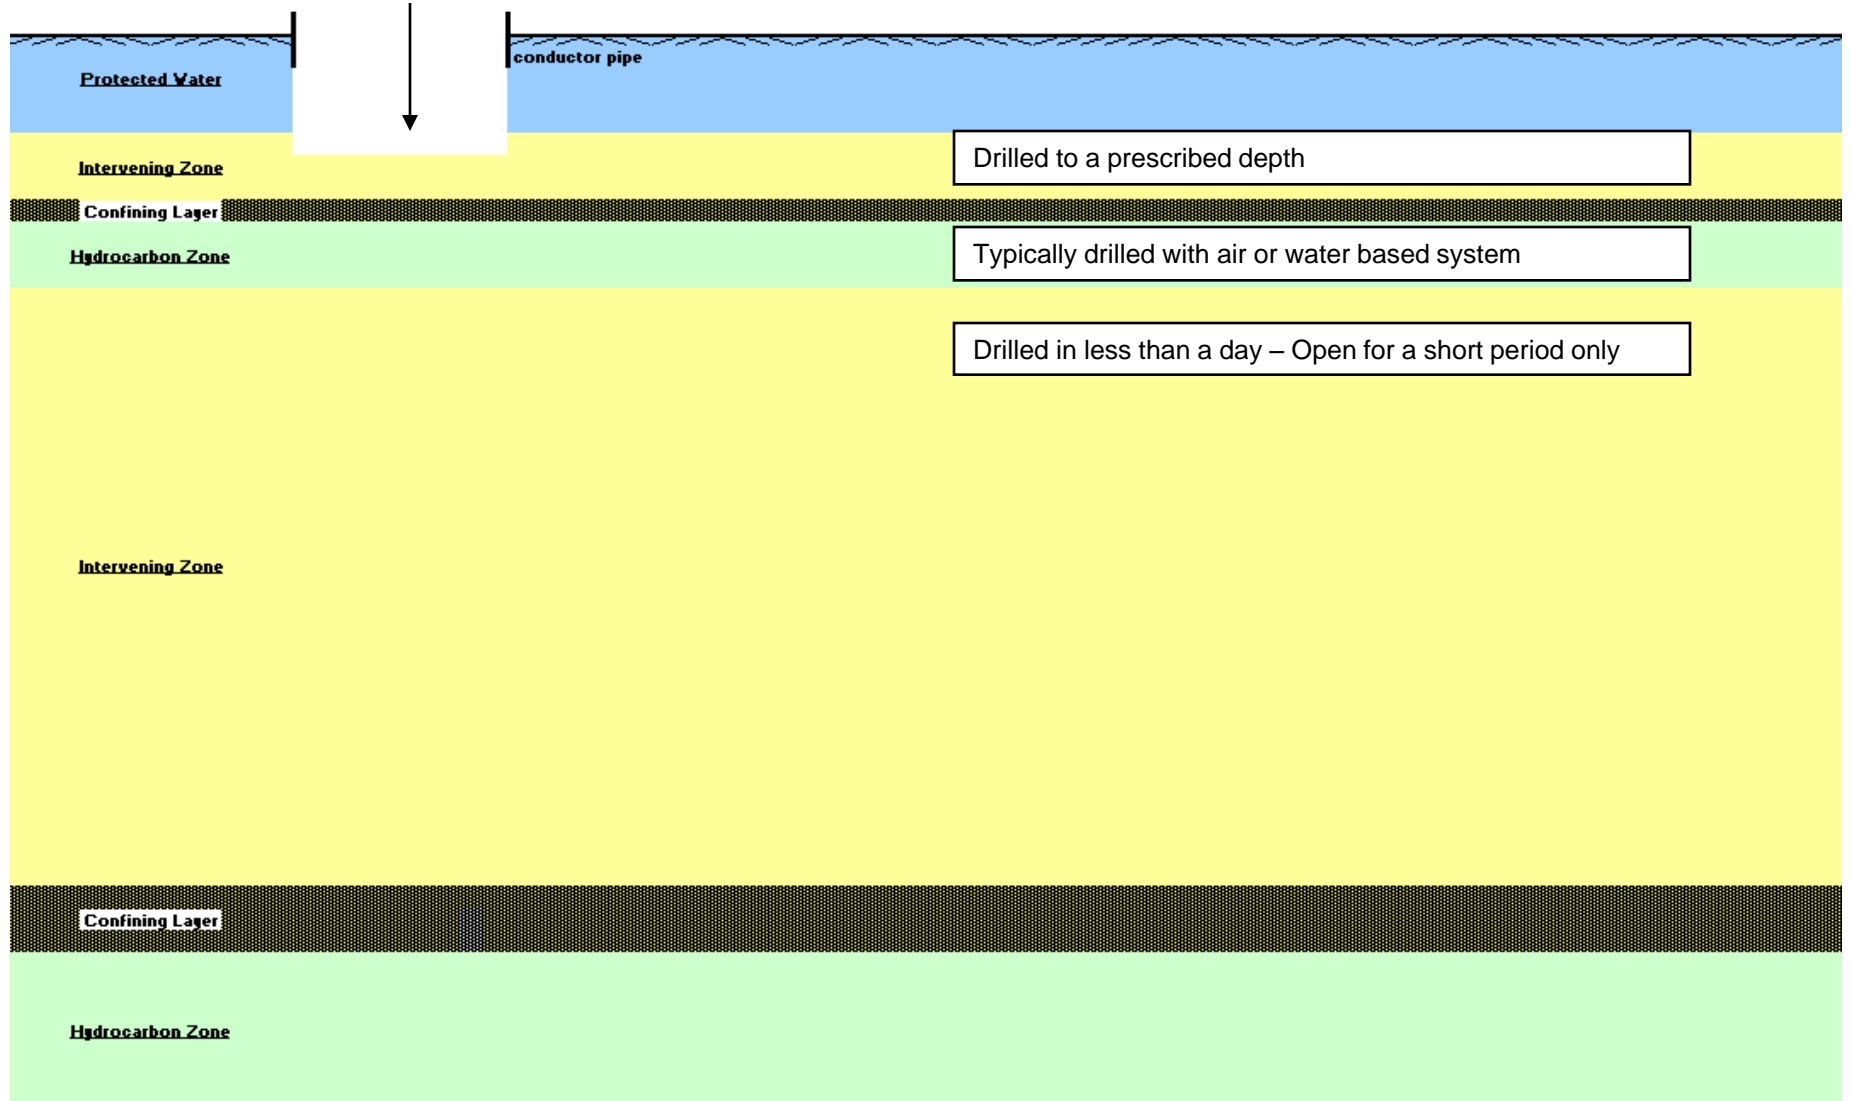 conductor pipe
Protected Water
Drilled to a prescribed depth
Intervening Zone
Confining Layer
Typically drilled with air or water based system
Hydrocarbon Zone
Drilled in less than a day – Open for a short period only
Intervening Zone
Confining Layer
Hydrocarbon Zone